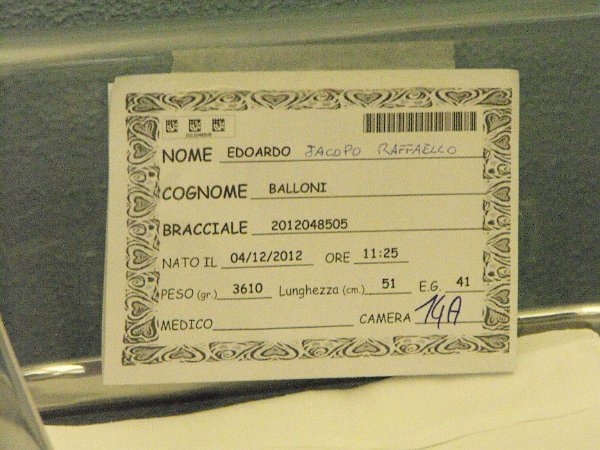 NOME EDOARDO JACOPO RAFFAELLO
COGNOME BALLONI
BRACCIALE 2012048505
NATO IL 04/12/2012 ORE 11:25
PESO (gr.) 3610 Lunghezza (cm.) 51 E.G. 41
MEDICO CAMERA 14A